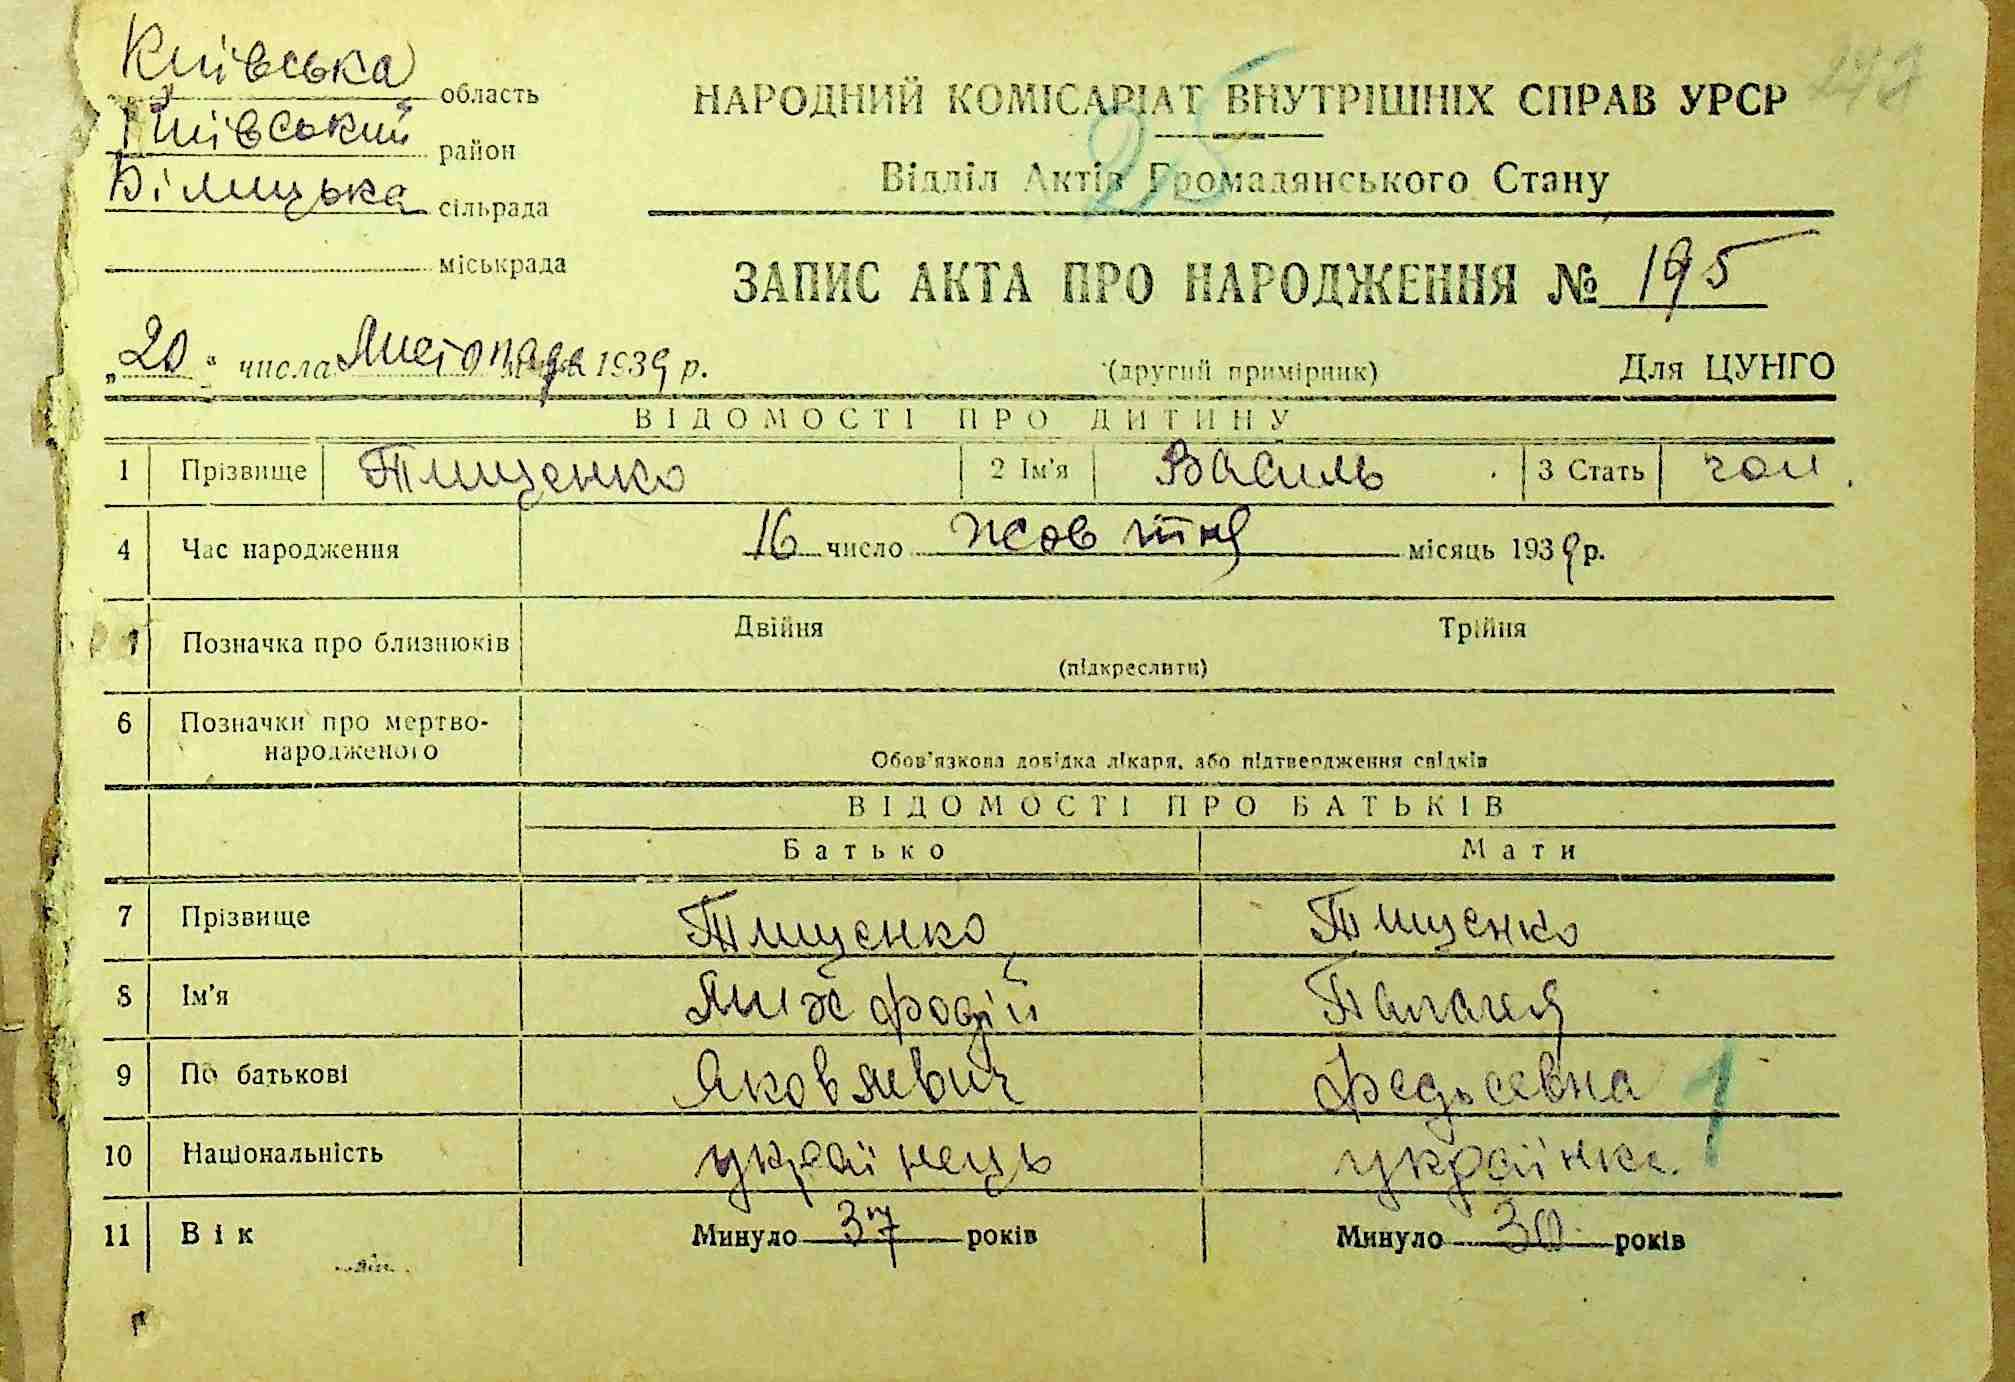 Київська область
Київський район
Білицька сільрада
міськрада
НАРОДНИЙ КОМІСАРІАТ ВНУТРІШНІХ СПРАВ УРСР
25
Відділ Актів Громадянського Стану
ЗАПИС АКТА ПРО НАРОДЖЕННЯ № 195
„20" числа Листопада 1939 р.
(другий примірник) Для ЦУНГО
ВІДОМОСТІ ПРО ДИТИНУ
1 Прізвище Тищенко 2 Ім'я Василь 3 Стать чол.
4 Час народження 16 число жовтня місяць 1939 р.
Позначка про близнюків Двійня Трійня
(підкреслити)
6 Позначки про мертво-
народженого
Обов'язкова довідка лікаря, або підтвердження свідків
ВІДОМОСТІ ПРО БАТЬКІВ
Батько Мати
7 Прізвище Тищенко Тищенко
8 Ім'я
9 По батькові Яковлевич Федосевна
1
10 Національність українець українка
11 Вік Минуло 37 років Минуло 30 років